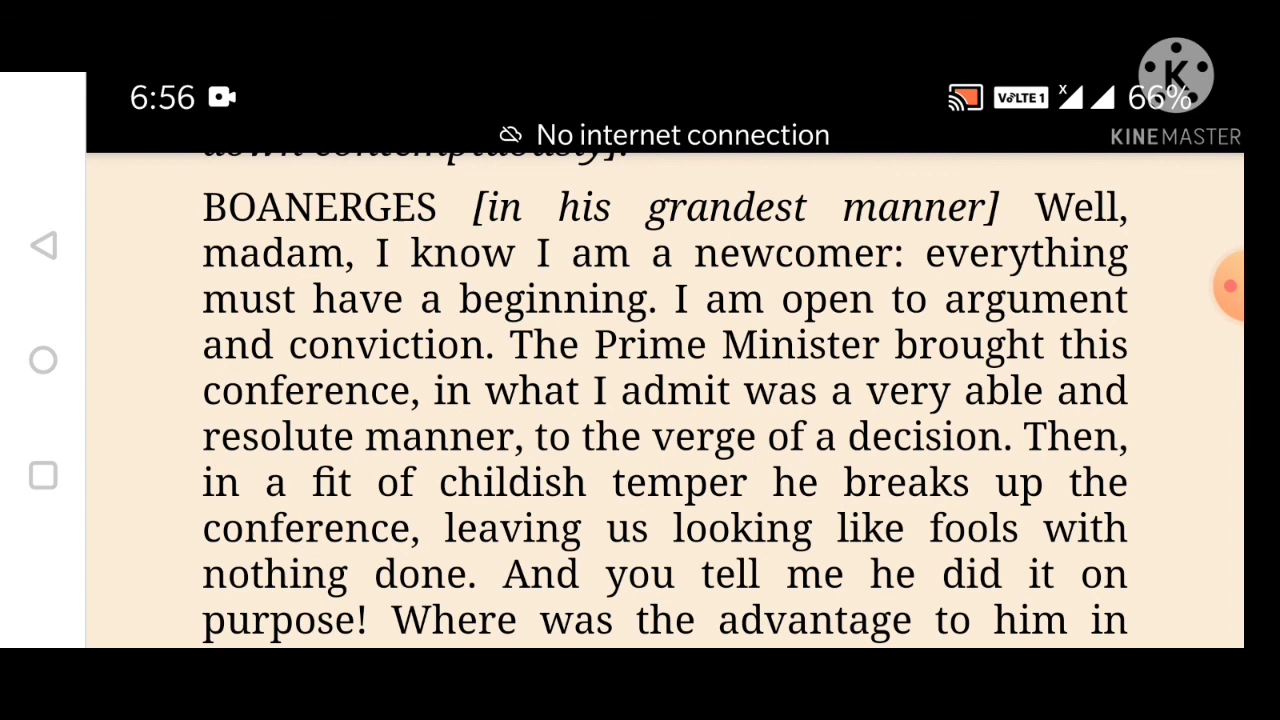 6:56
VoLTE 1
x
66%
K
No internet connection
KINEMASTER
down contemptuously].
BOANERGES [in his grandest manner] Well,
madam, I know I am a newcomer: everything
must have a beginning. I am open to argument
and conviction. The Prime Minister brought this
conference, in what I admit was a very able and
resolute manner, to the verge of a decision. Then,
in a fit of childish temper he breaks up the
conference, leaving us looking like fools with
nothing done. And you tell me he did it on
purpose! Where was the advantage to him in